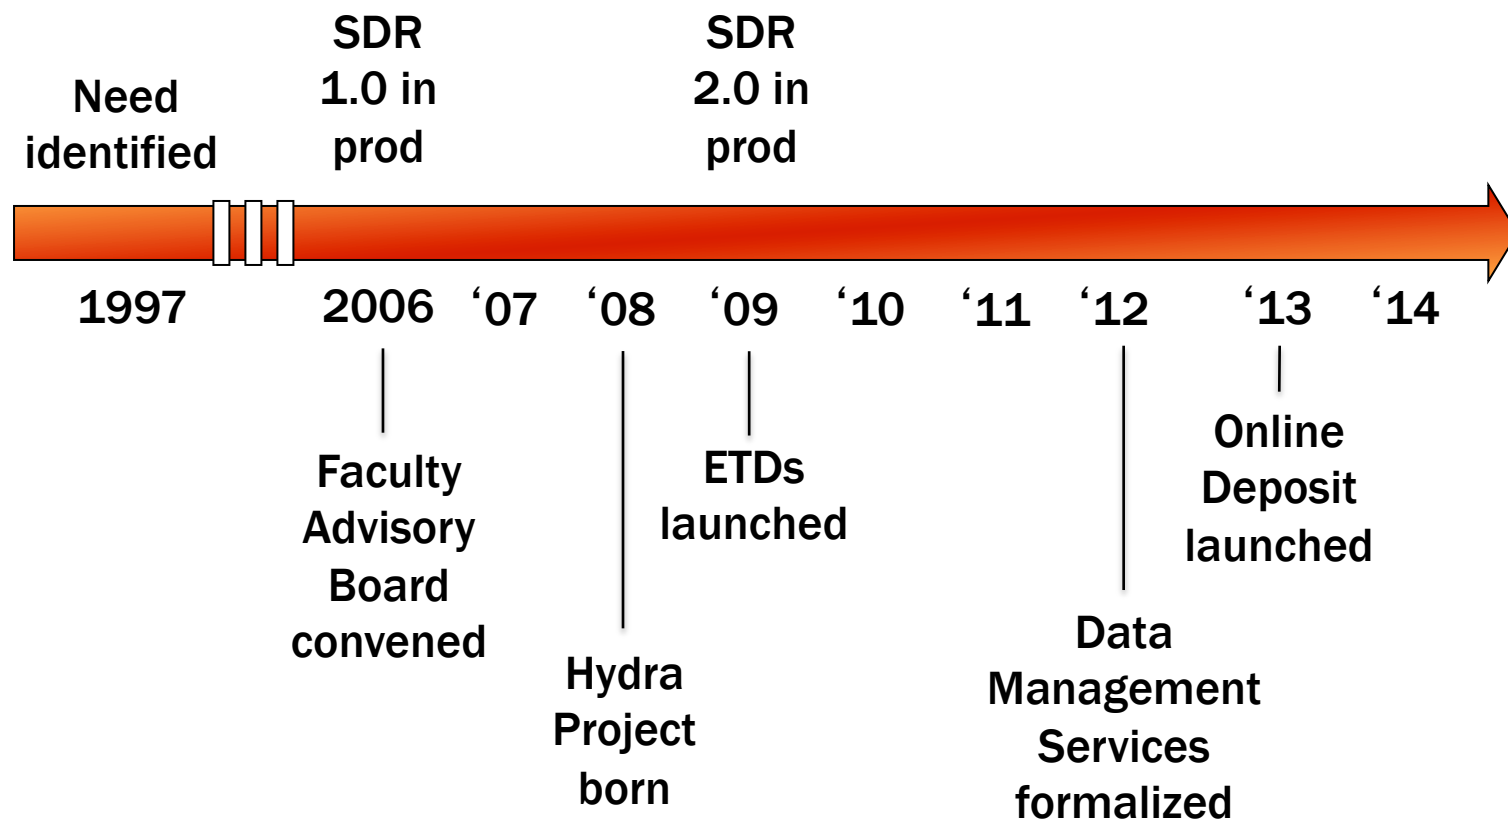 Need
identified
SDR
1.0 in
prod
SDR
2.0 in
prod
1997
2006
‘07
‘08
‘09
‘10
‘11
‘12
‘13
‘14
Faculty
Advisory
Board
convened
Hydra
Project
born
ETDs
launched
Data
Management
Services
formalized
Online
Deposit
launched